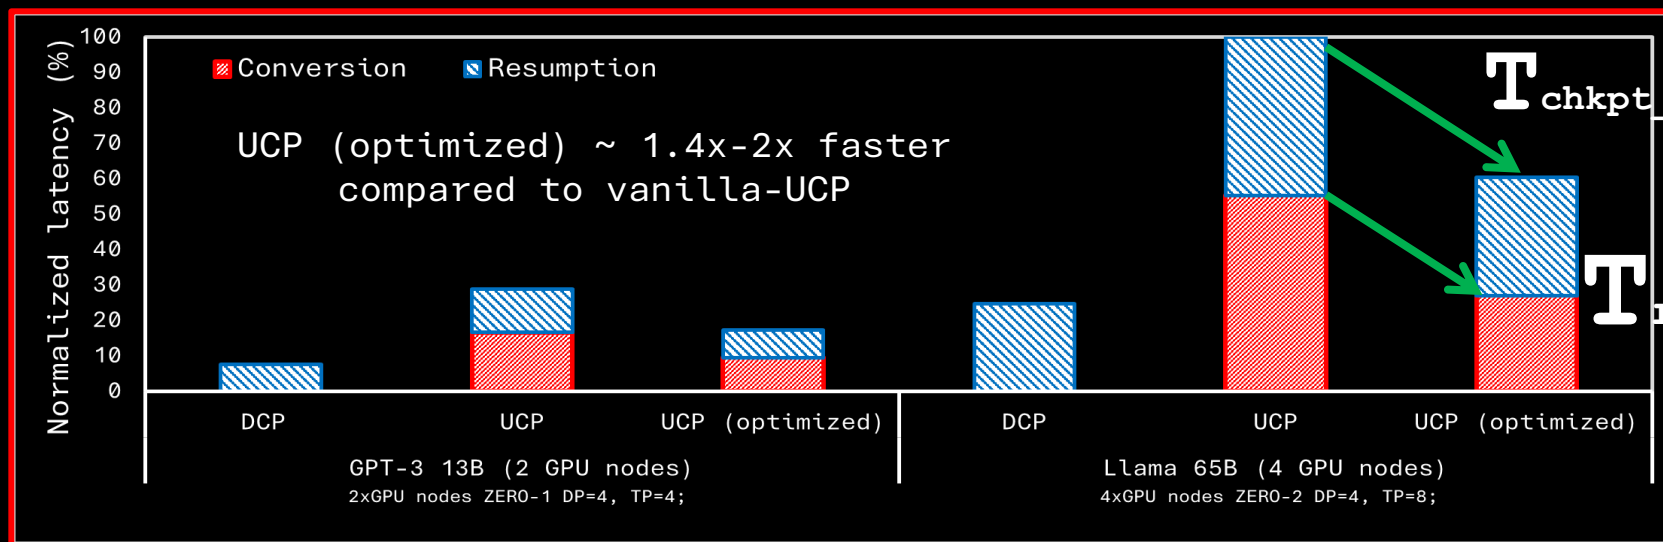 Normalized latency (%)
100
90
80
70
60
50
40
30
20
10
0
Conversion
Resumption
UCP (optimized) ~ 1.4x-2x faster
compared to vanilla-UCP
Tchkpt
T
DCP
UCP
UCP (optimized)
DCP
UCP
UCP (optimized)
GPT-3 13B (2 GPU nodes)
Llama 65B (4 GPU nodes)
2xGPU nodes ZERO-1 DP=4, TP=4;
4xGPU nodes ZERO-2 DP=4, TP=8;